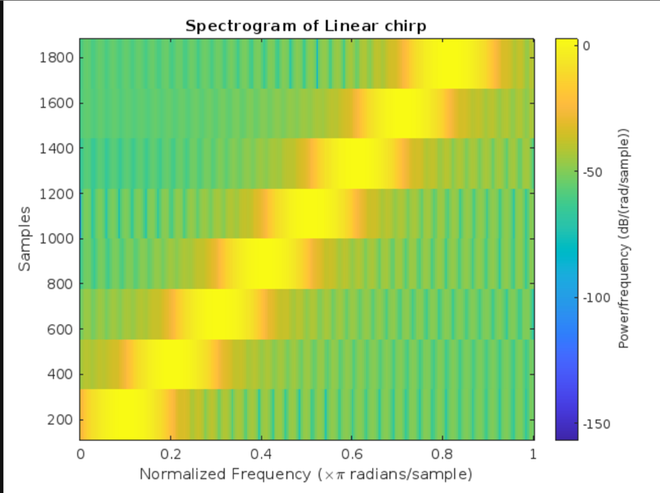 Spectrogram of Linear chirp
1800
1600
1400
1200
1000
800
600
400
200
Samples
0 0.2 0.4 0.6 0.8 1
Normalized Frequency (×π radians/sample)
0
-50
-100
-150
Power/frequency (dB/(rad/sample))